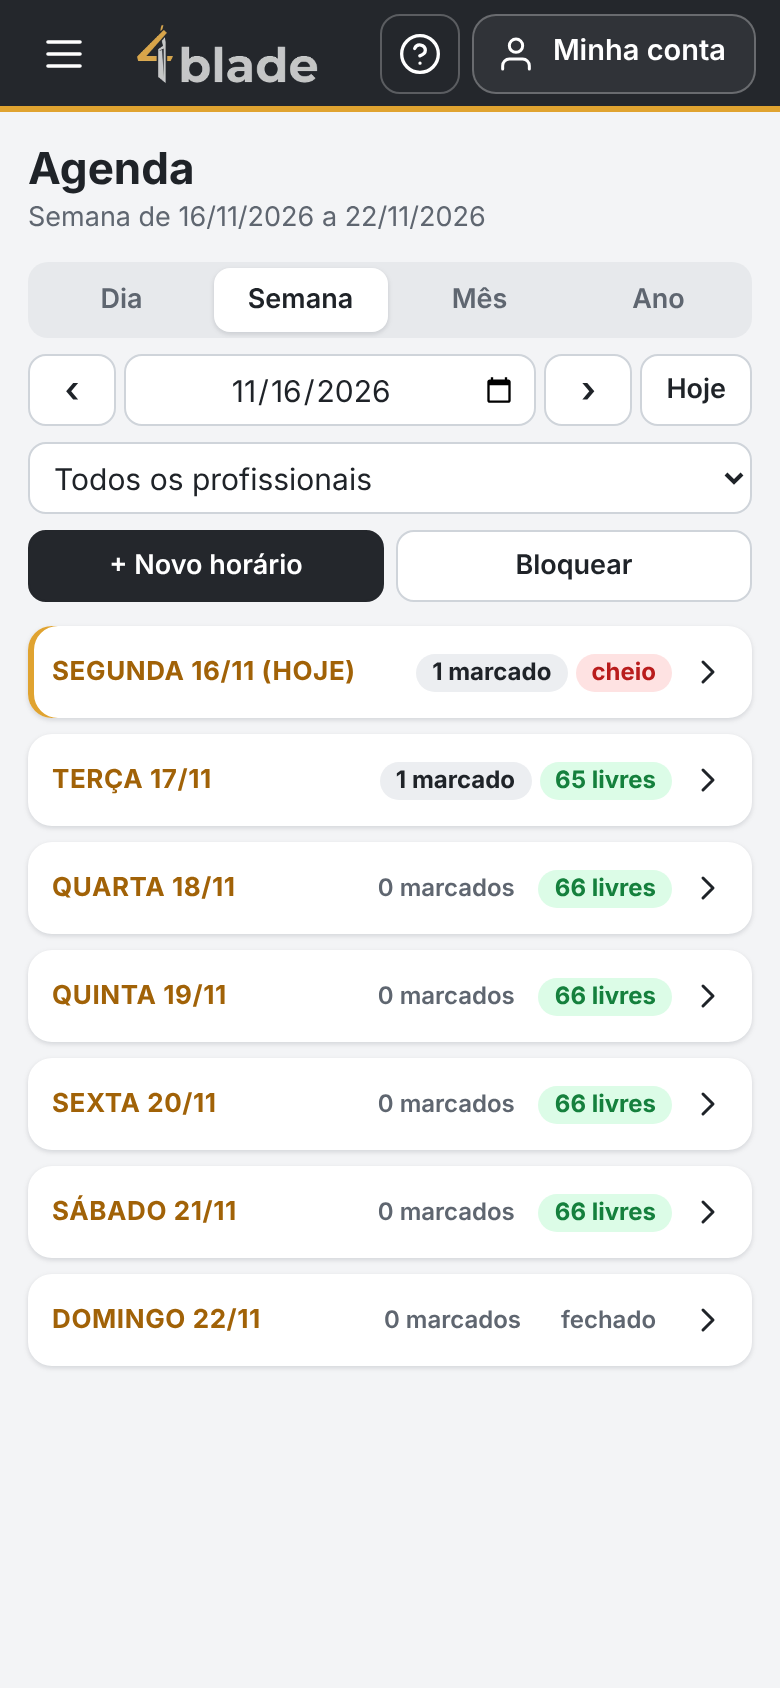 4blade
Minha conta
Agenda
Semana de 16/11/2026 a 22/11/2026
Dia Semana Mês Ano
‹ 11/16/2026 › Hoje
Todos os profissionais
+ Novo horário Bloquear
SEGUNDA 16/11 (HOJE) 1 marcado cheio
TERÇA 17/11 1 marcado 65 livres
QUARTA 18/11 0 marcados 66 livres
QUINTA 19/11 0 marcados 66 livres
SEXTA 20/11 0 marcados 66 livres
SÁBADO 21/11 0 marcados 66 livres
DOMINGO 22/11 0 marcados fechado